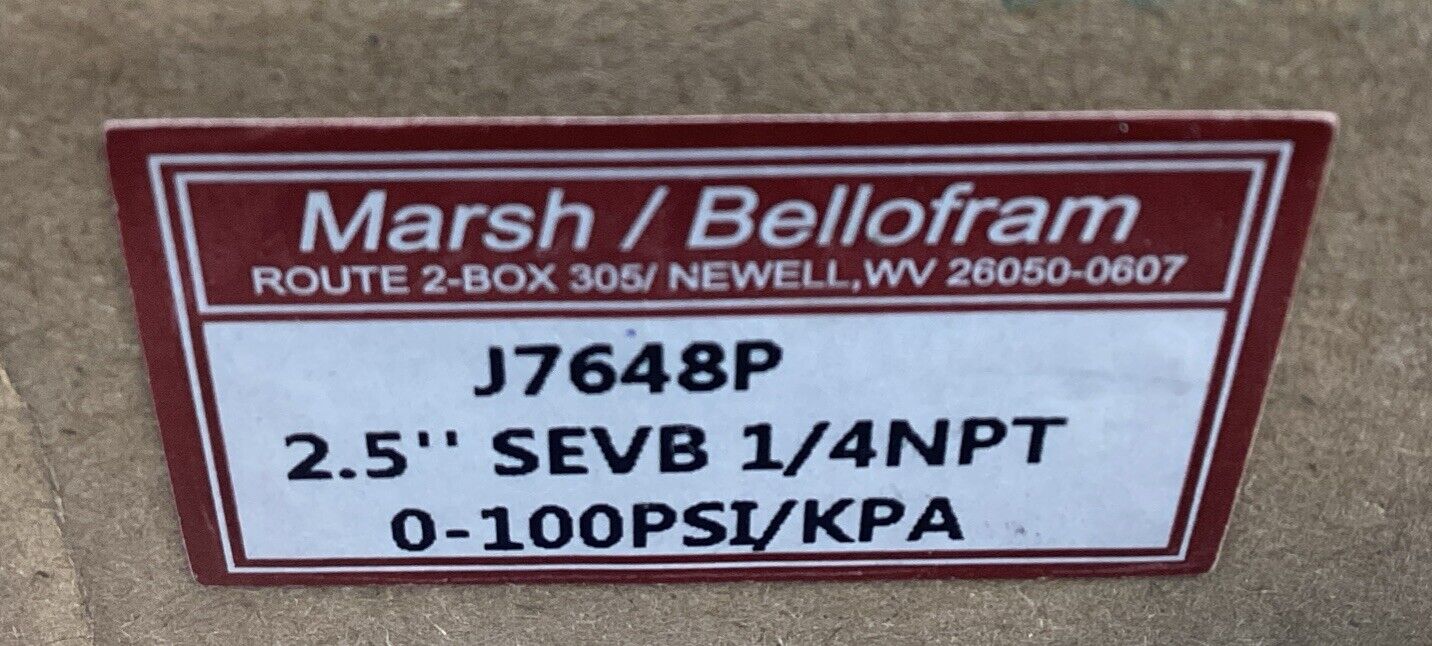 Marsh / Bellofram
ROUTE 2-BOX 305/ NEWELL,WV 26050-0607
J7648P
2.5'' SEVB 1/4NPT
0-100PSI/KPA